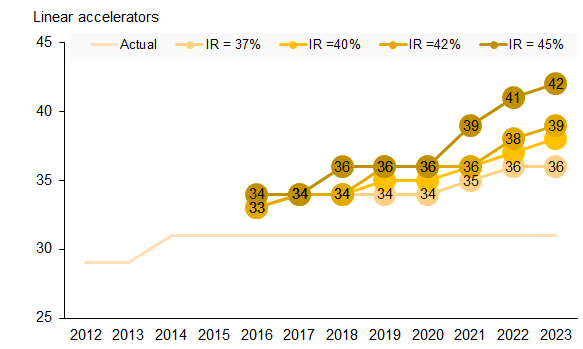 Linear accelerators
45
Actual IR = 37% IR =40% IR =42% IR = 45%
42
41
40
39 39
38
36 36 36 36 36 36
35 35
34 34 34 34 34
33
30
25
2012 2013 2014 2015 2016 2017 2018 2019 2020 2021 2022 2023